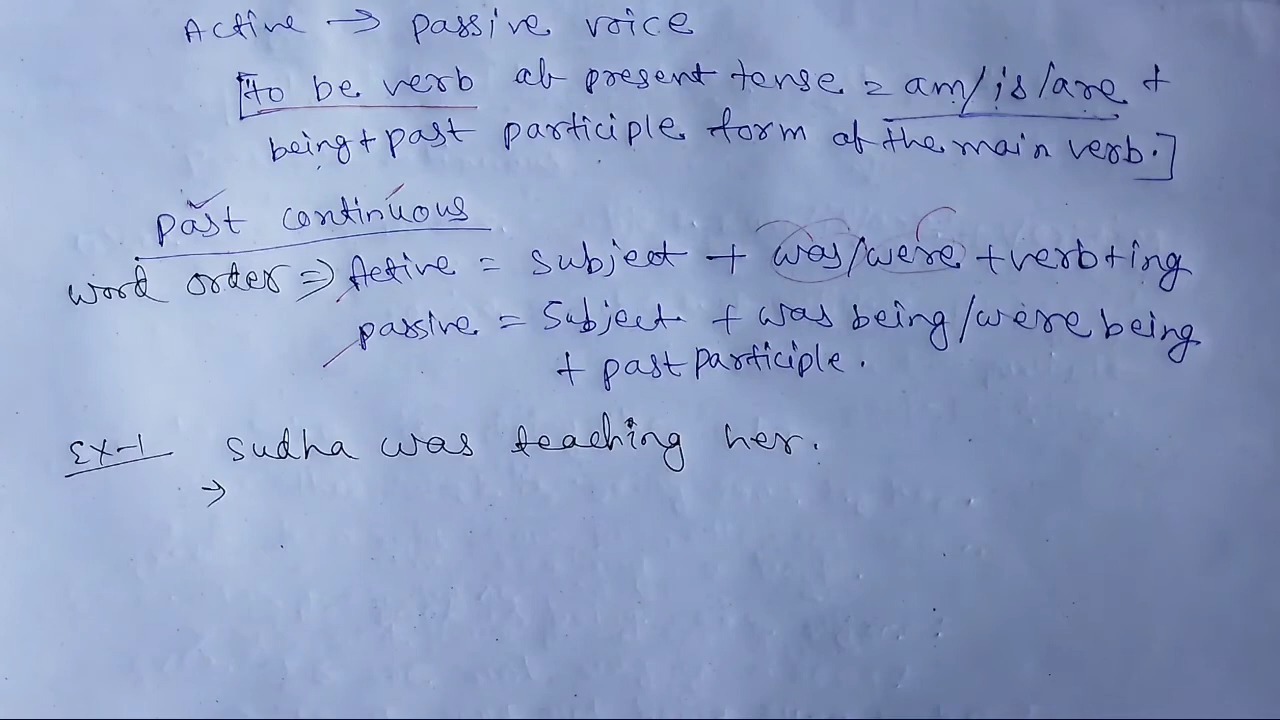 Active → passive voice
[To be verb of present tense = am/is/are +
being + past participle form of the main verb.]
Past continuous
word order ⇒ Active = subject + was/were + verb + ing
passive = Subject + was being/were being
+ past participle.
Ex-1 Sudha was teaching her.
→